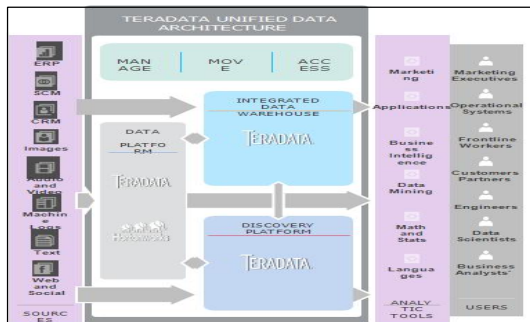 TERADATA UNIFIED DATA
ARCHITECTURE
MAN
AGE
MOV
E
ACC
ESS
ERP
SCM
CRM
Images
Audio and
Video
Machine
Logs
Text
Web
and
Social
SOURC
ES
DATA
PLATFO
RM
TERADATA
Hortonworks
INTEGRATED
DATA
WAREHOUSE
TERADATA
DISCOVERY
PLATFORM
TERADATA
Marketi
ng
Applications
Busine
ss
Intellig
ence
Data
Mining
Math
and
Stats
Langua
ges
ANALY
TIC TOOLS
Marketing
Executives
Operational
Systems
Frontline
Workers
Customers
Partners
Engineers
Data
Scientists
Business
Analysts'
USERS